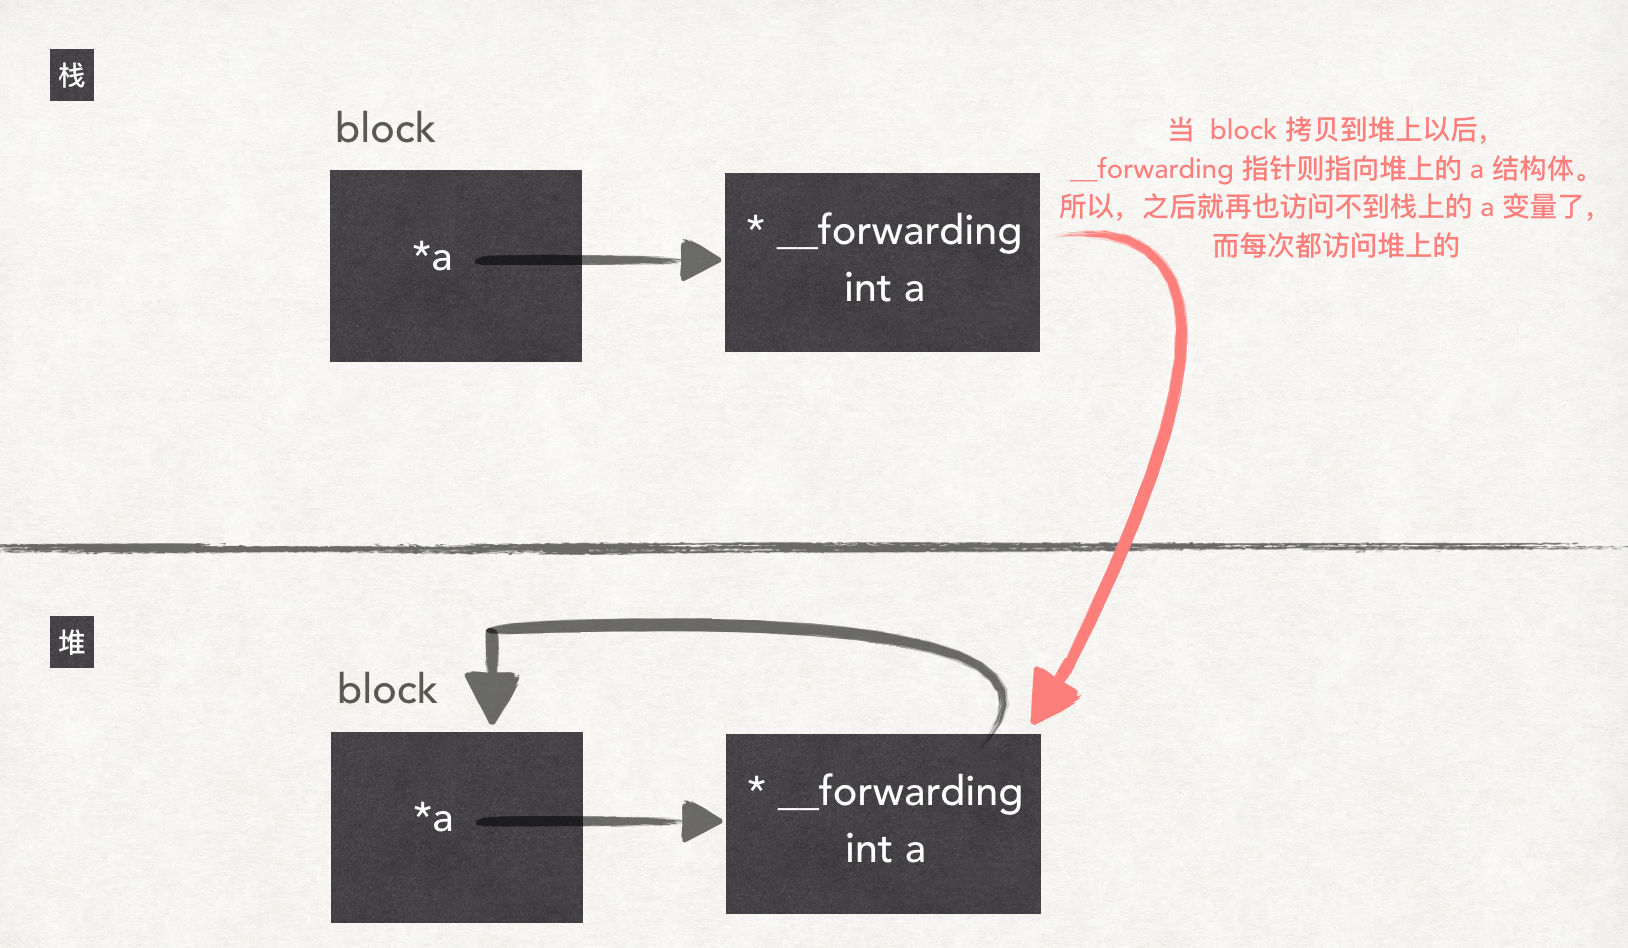 栈
block
当 block 拷贝到堆上以后，
__forwarding 指针则指向堆上的 a 结构体。
所以，之后就再也访问不到栈上的 a 变量了，
而每次都访问堆上的
*a
* __forwarding
int a
堆
block
*a
* __forwarding
int a